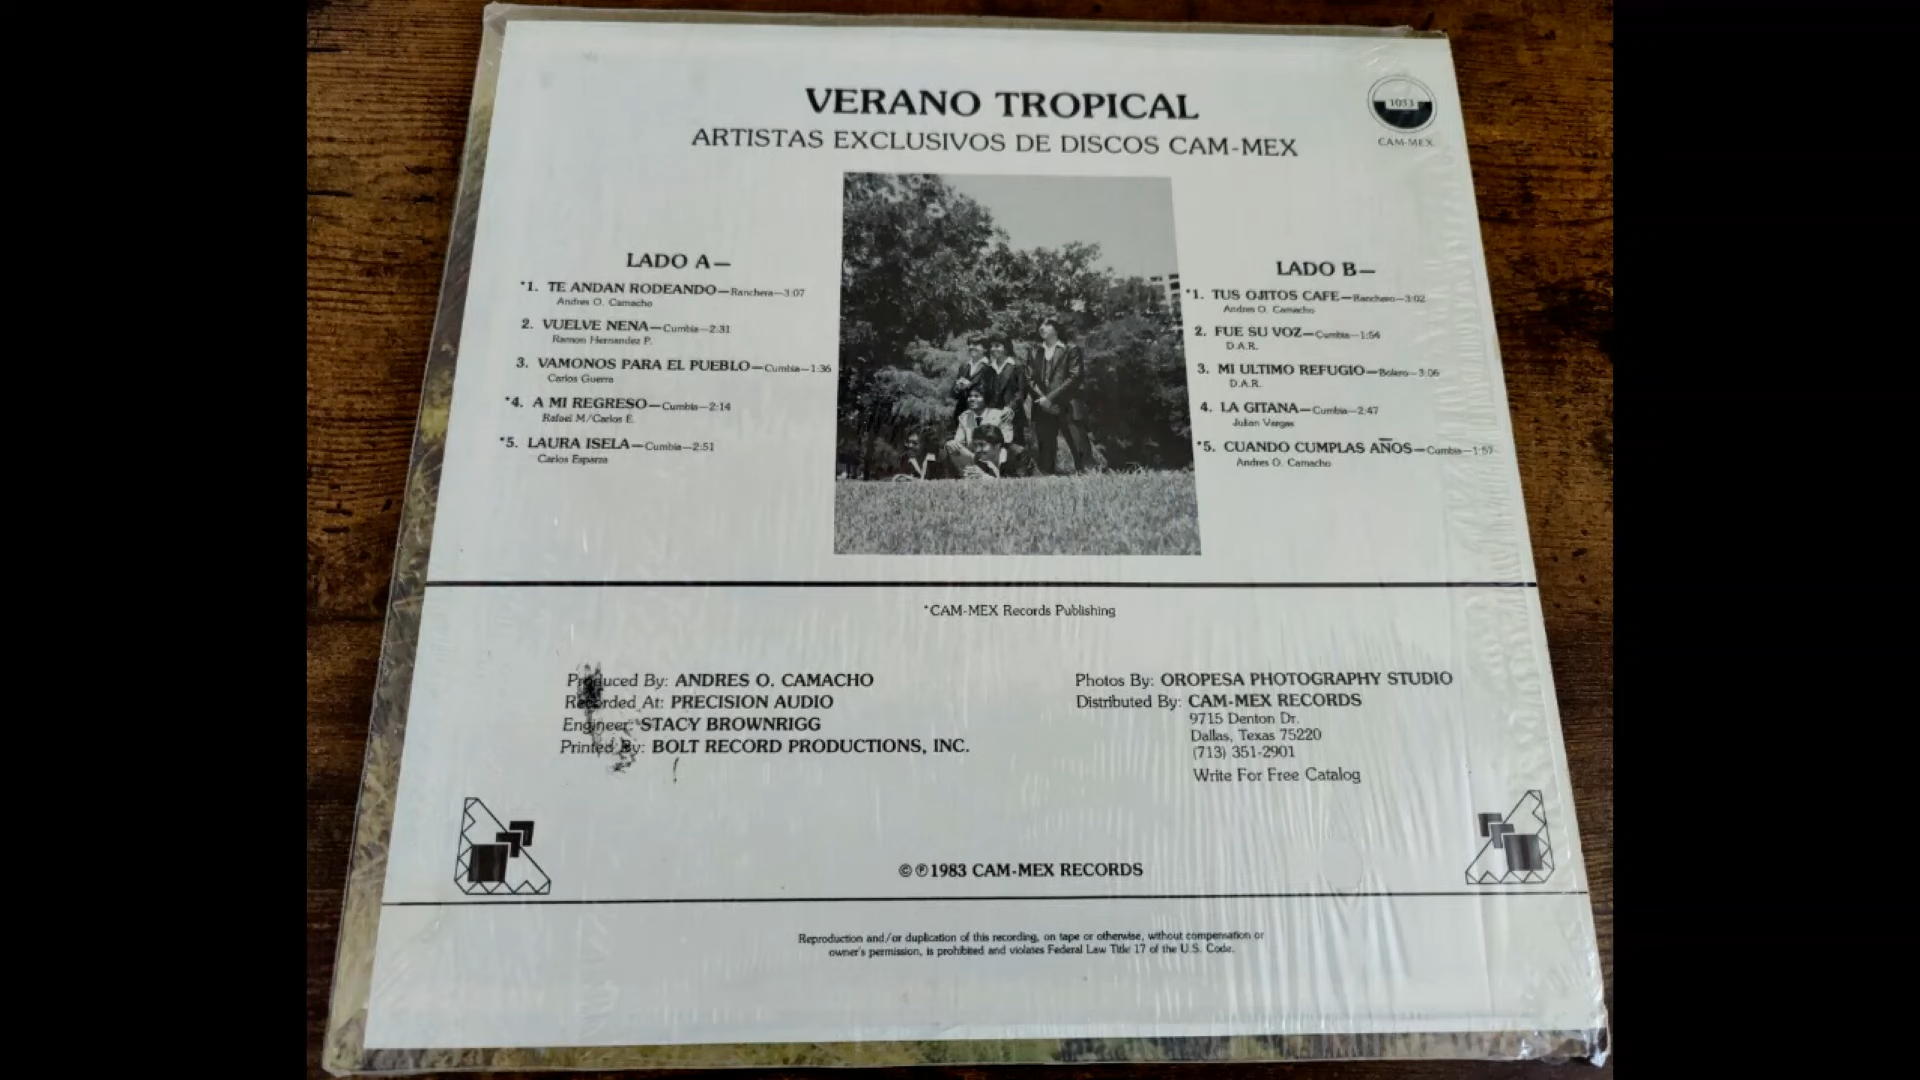 VERANO TROPICAL
ARTISTAS EXCLUSIVOS DE DISCOS CAM-MEX
1033
CAM-MEX
LADO A—
*1. TE ANDAN RODEANDO—Ranchera—3:07
Andres O. Camacho
2. VUELVE NENA—Cumbia—2:31
Ramon Hernandez P.
3. VAMONOS PARA EL PUEBLO—Cumbia—1:36
Carlos Guerra
*4. A MI REGRESO—Cumbia—2:14
Rafael M/Carlos E.
*5. LAURA ISELA—Cumbia—2:51
Carlos Esparza
LADO B—
*1. TUS OJITOS CAFE—Ranchero—3:02
Andres O. Camacho
2. FUE SU VOZ—Cumbia—1:54
D.A.R.
3. MI ULTIMO REFUGIO—Bolero—3:06
D.A.R.
4. LA GITANA—Cumbia—2:47
Julian Vargas
*5. CUANDO CUMPLAS AÑOS—Cumbia—1:57
Andres O. Camacho
*CAM-MEX Records Publishing
Produced By: ANDRES O. CAMACHO
Recorded At: PRECISION AUDIO
Engineer: STACY BROWNRIGG
Printed By: BOLT RECORD PRODUCTIONS, INC.
Photos By: OROPESA PHOTOGRAPHY STUDIO
Distributed By: CAM-MEX RECORDS
9715 Denton Dr.
Dallas, Texas 75220
(713) 351-2901
Write For Free Catalog
©℗1983 CAM-MEX RECORDS
Reproduction and/or duplication of this recording, on tape or otherwise, without compensation or
owner's permission, is prohibited and violates Federal Law Title 17 of the U.S. Code.